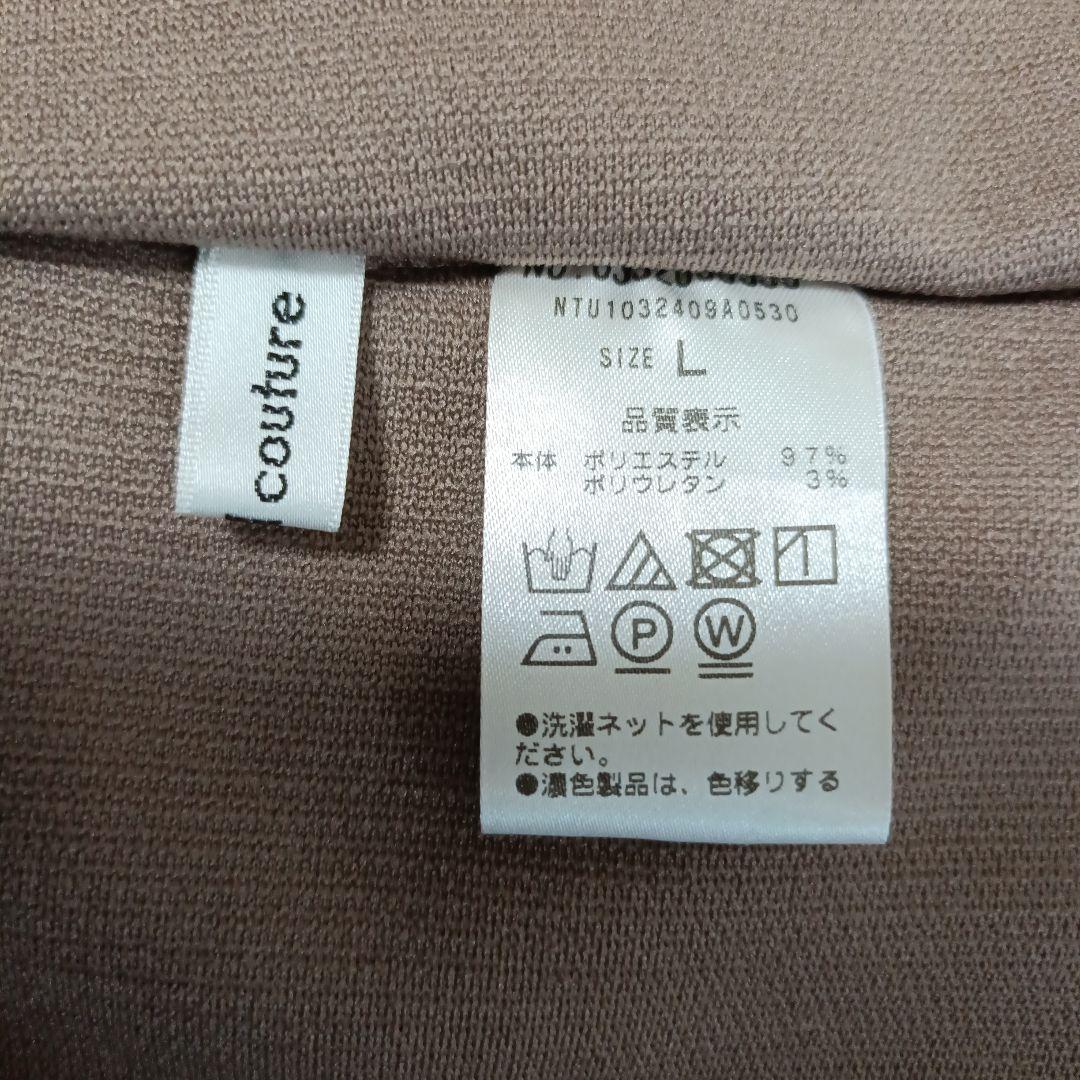 couture
NTU1032409A0530
SIZE L
品質表示
本体 ポリエステル 97%
ポリウレタン 3%
1
P W
●洗濯ネットを使用してく
ださい。
●濃色製品は、色移りする